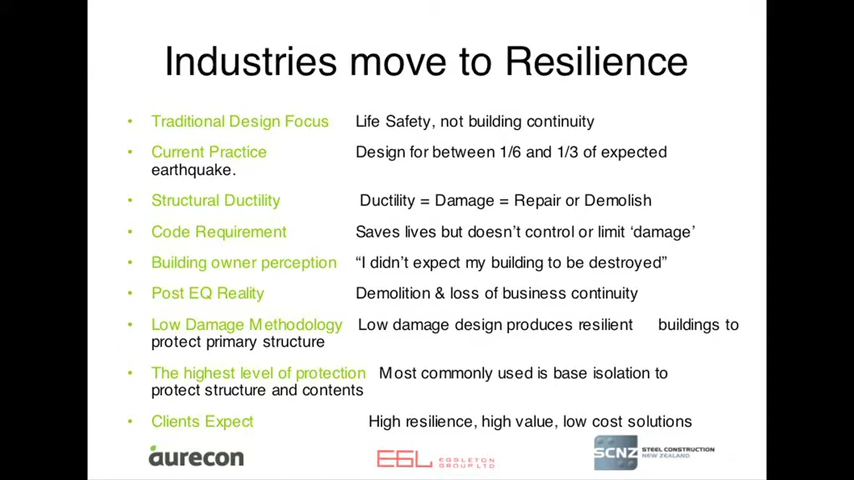 Industries move to Resilience
• Traditional Design Focus Life Safety, not building continuity
• Current Practice Design for between 1/6 and 1/3 of expected
earthquake.
• Structural Ductility Ductility = Damage = Repair or Demolish
• Code Requirement Saves lives but doesn't control or limit 'damage'
• Building owner perception “I didn't expect my building to be destroyed”
• Post EQ Reality Demolition & loss of business continuity
• Low Damage Methodology Low damage design produces resilient buildings to
protect primary structure
• The highest level of protection Most commonly used is base isolation to
protect structure and contents
• Clients Expect High resilience, high value, low cost solutions
aurecon
EGL EGGLETON
GROUP LTD
SCNZ STEEL CONSTRUCTION
NEW ZEALAND